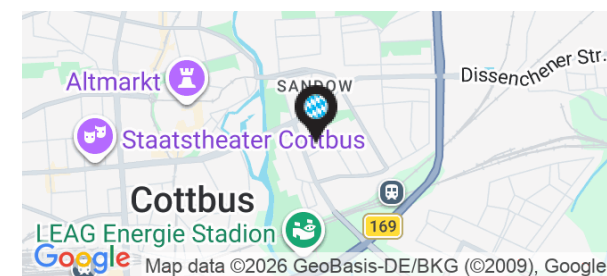 Altmarkt
SANDOW
Dissenchener Str.
Staatstheater Cottbus
Cottbus
169
LEAG Energie Stadion
Google
Map data ©2026 GeoBasis-DE/BKG (©2009), Google